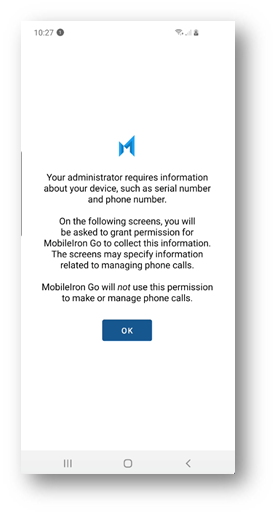 10:27
Your administrator requires information
about your device, such as serial number
and phone number.
On the following screens, you will
be asked to grant permission for
MobileIron Go to collect this information.
The screens may specify information
related to managing phone calls.
MobileIron Go will not use this permission
to make or manage phone calls.
OK